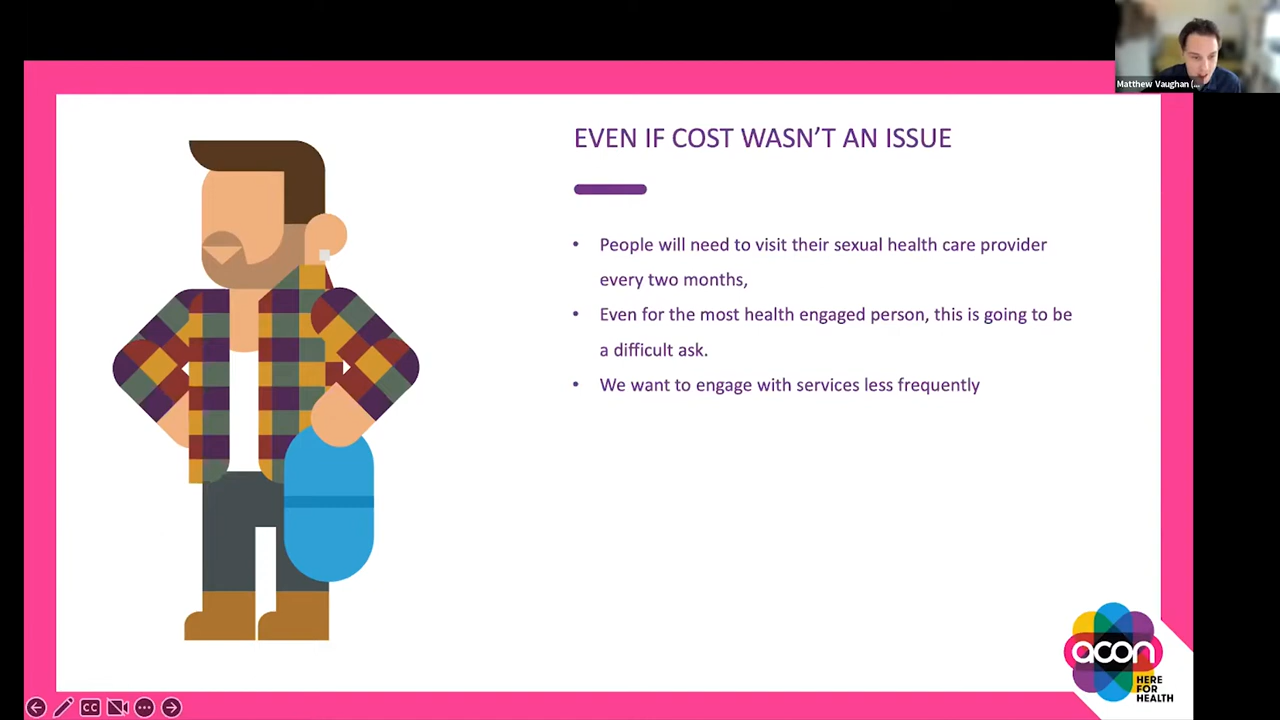 Matthew Vaughan (...
EVEN IF COST WASN'T AN ISSUE
• People will need to visit their sexual health care provider
every two months,
• Even for the most health engaged person, this is going to be
a difficult ask.
• We want to engage with services less frequently
acon
HERE
FOR
HEALTH
CC